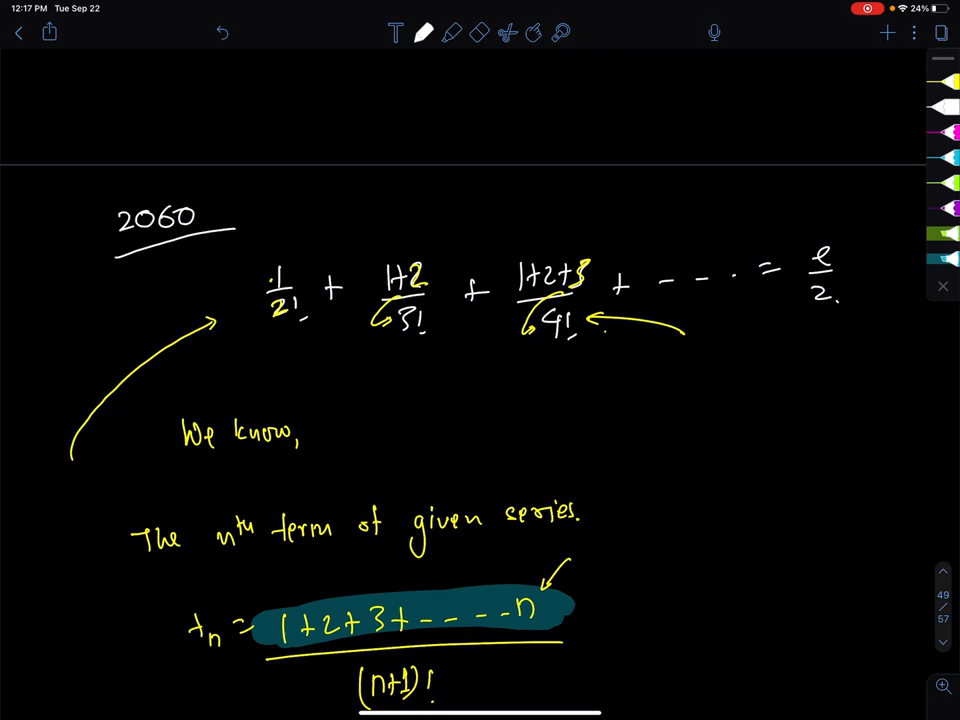 12:17 PM Tue Sep 22
24%
2060
1/2! + 1+2/3! + 1+2+3/4! + - - - . = e/2.
We know,
The nth term of given series.
tn = 1+2+3+ - - - - n / (n+1)!
49
/
57